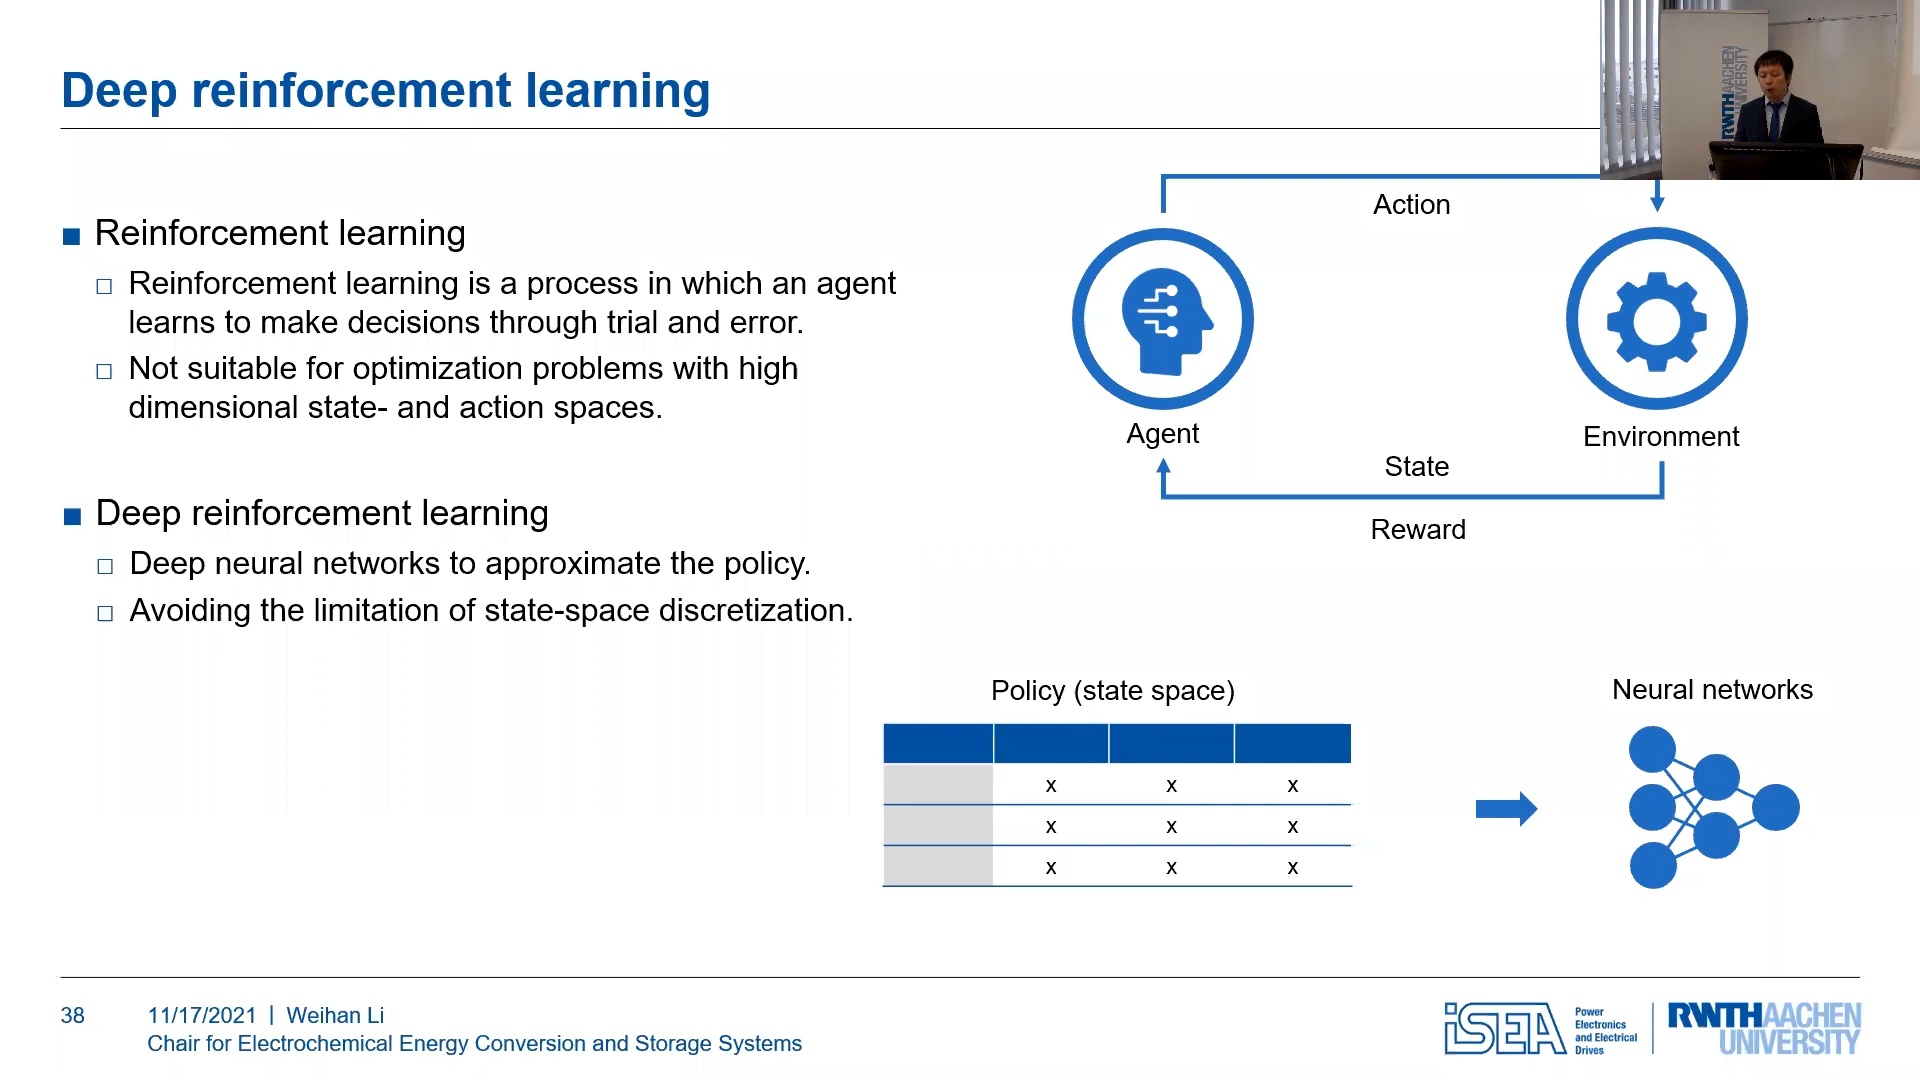 Deep reinforcement learning
RWTHAACHEN
UNIVERSITY
Reinforcement learning
Reinforcement learning is a process in which an agent
learns to make decisions through trial and error.
Not suitable for optimization problems with high
dimensional state- and action spaces.
Deep reinforcement learning
Deep neural networks to approximate the policy.
Avoiding the limitation of state-space discretization.
Action
Agent
Environment
State
Reward
Policy (state space)
x x x
x x x
x x x
Neural networks
38
11/17/2021 | Weihan Li
Chair for Electrochemical Energy Conversion and Storage Systems
iSEA
Power
Electronics
and Electrical
Drives
RWTHAACHEN
UNIVERSITY